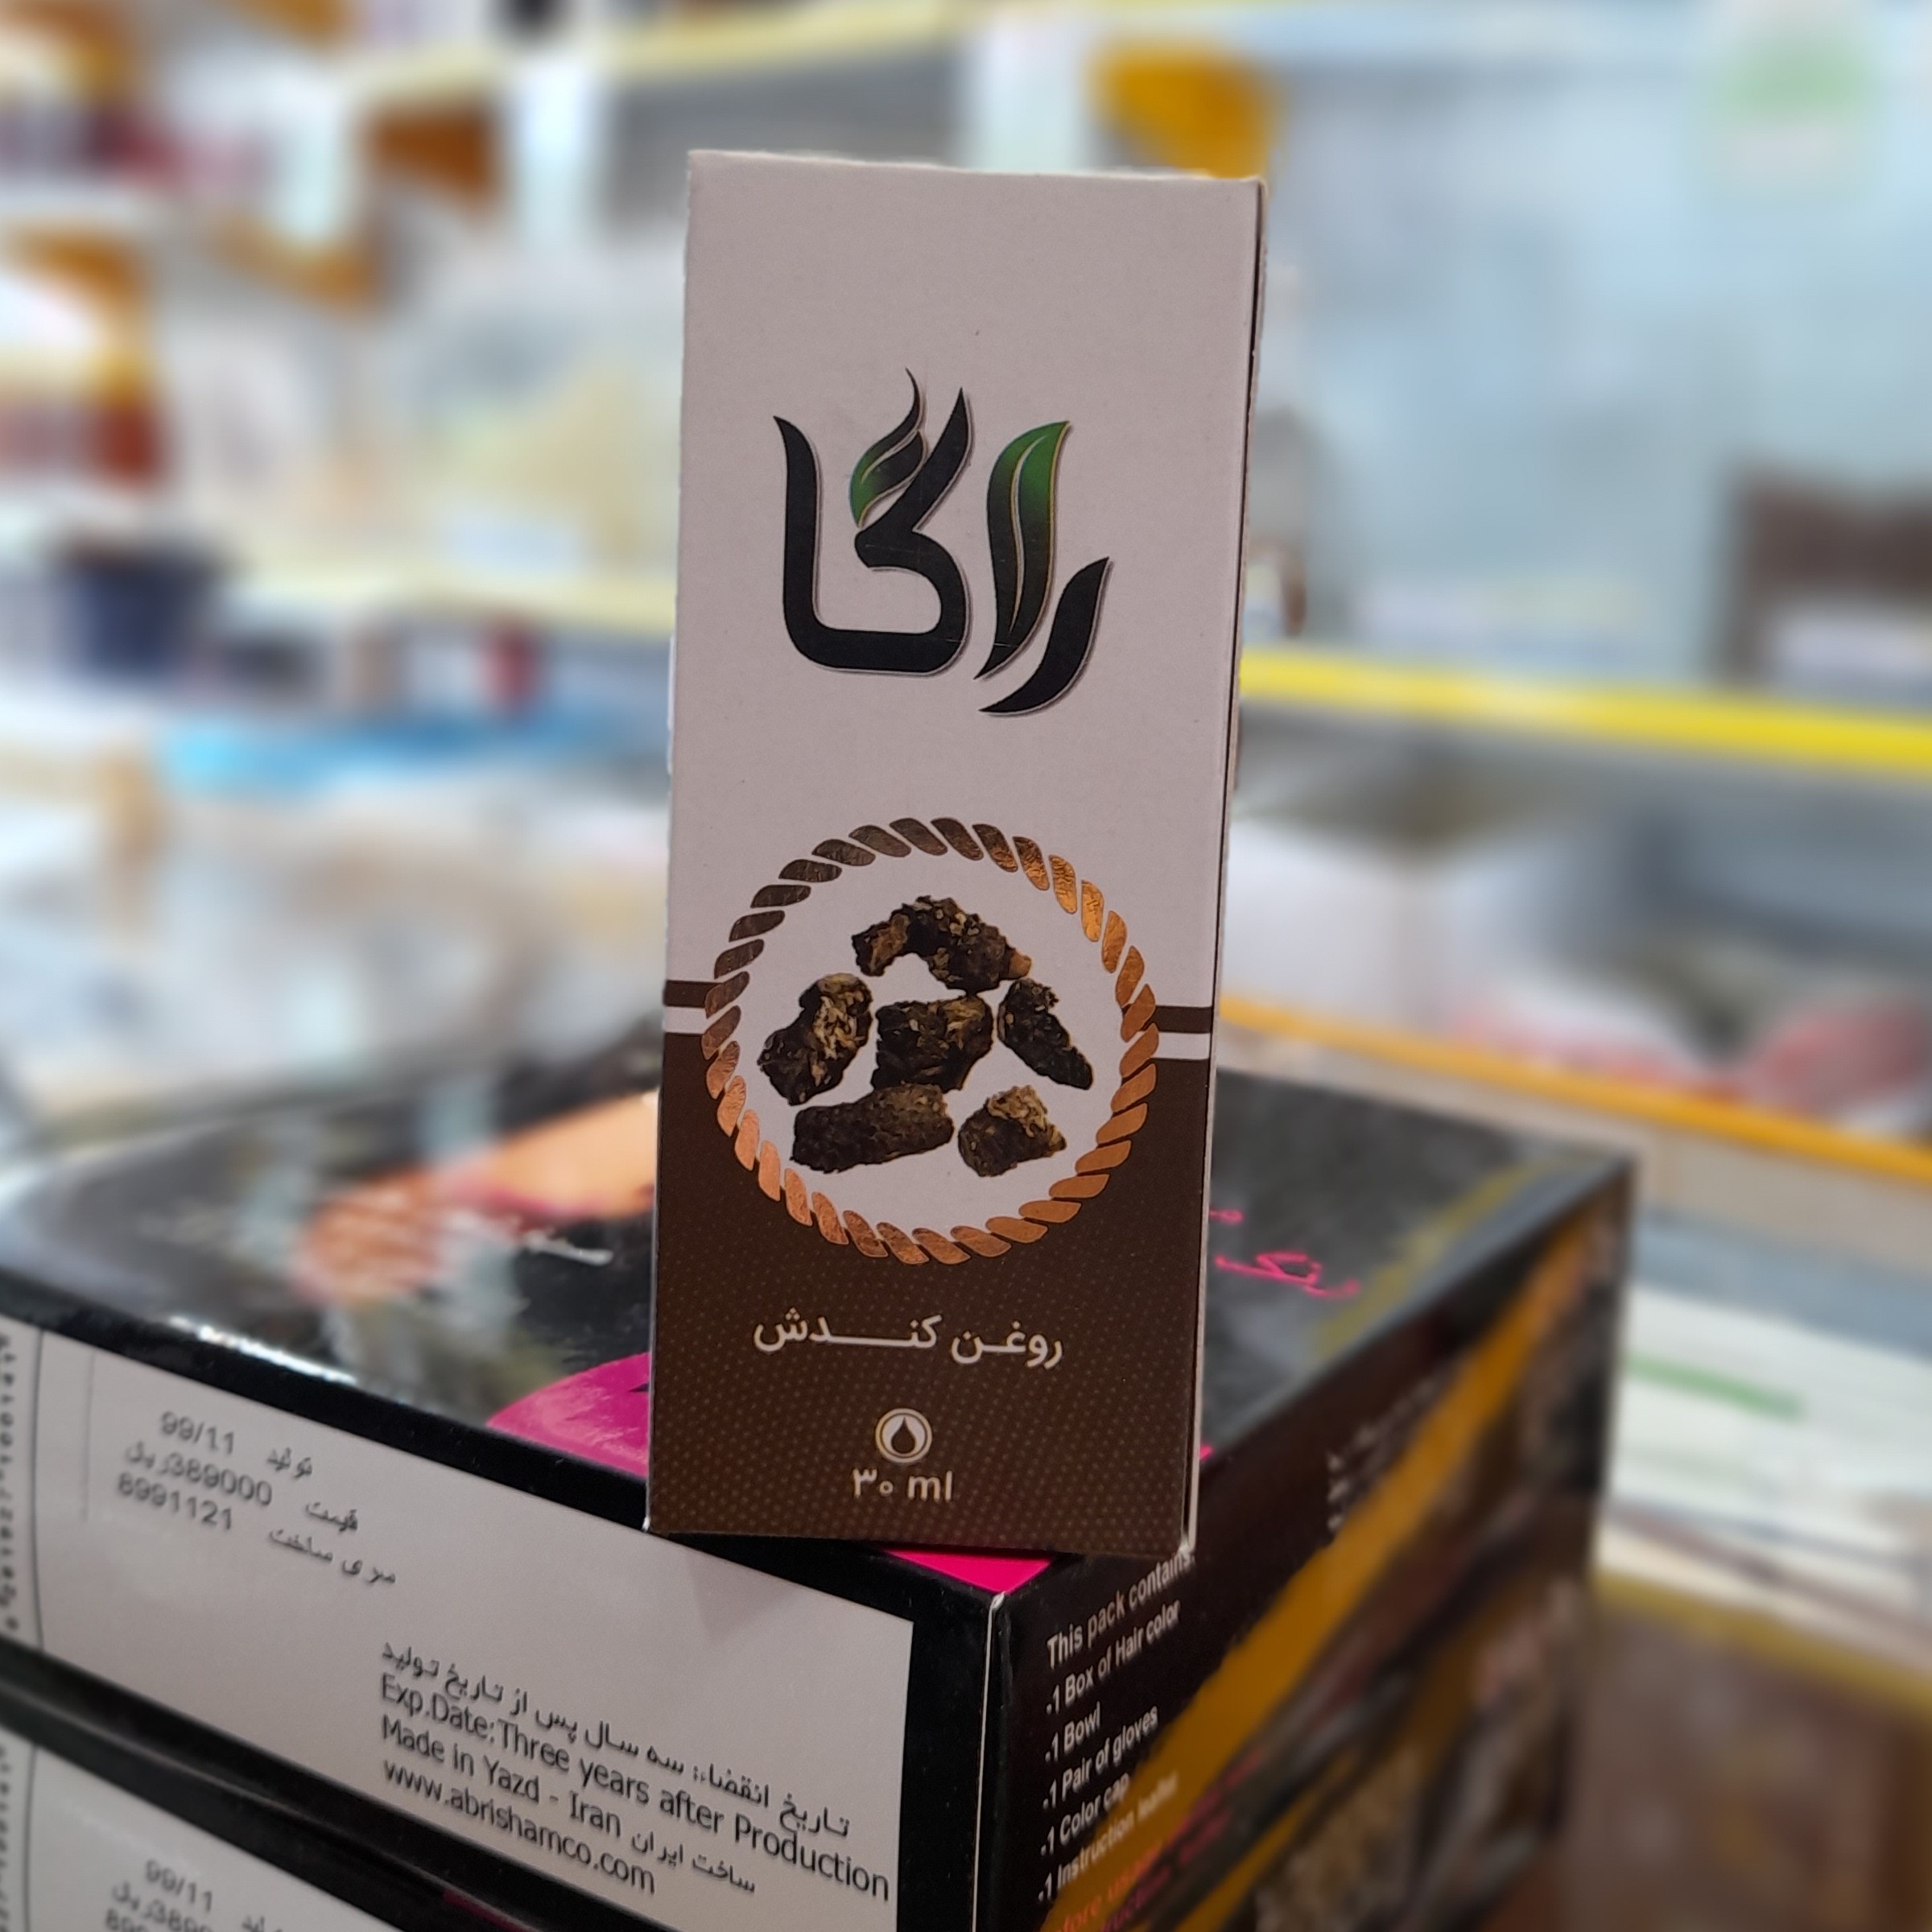 راگا
روغن کندش
۳۰ ml
تولید 99/11
قیمت 389000ریال
سری ساخت 8991121
تاریخ انقضاء: سه سال پس از تاریخ تولید
Exp.Date:Three years after Production
Made in Yazd - Iran ساخت ایران
www.abrishamco.com
This pack contains:
-1 Box of Hair color
-1 Bowl
-1 Pair of gloves
-1 Color cap
-1 Instruction leaflet
99/11